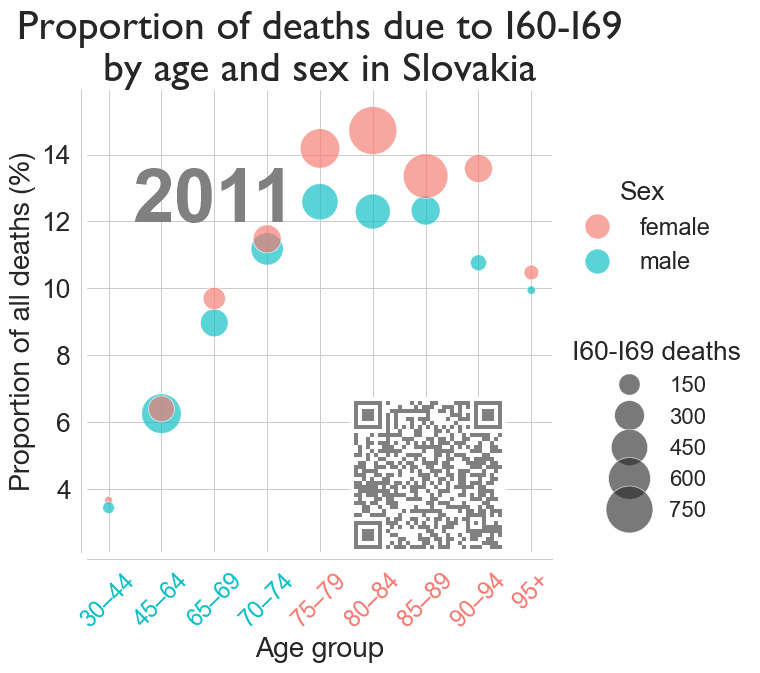 Proportion of deaths due to I60-I69
by age and sex in Slovakia
2011
Proportion of all deaths (%)
14
12
10
8
6
4
30–44
45–64
65–69
70–74
75–79
80–84
85–89
90–94
95+
Age group
Sex
female
male
I60-I69 deaths
150
300
450
600
750